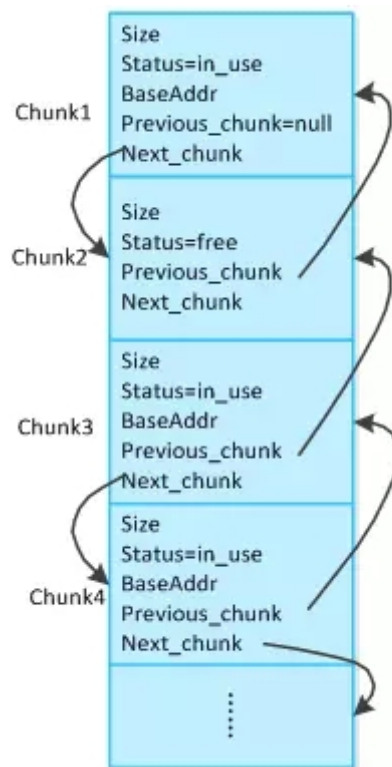 Chunk1
Size
Status=in_use
BaseAddr
Previous_chunk=null
Next_chunk
Chunk2
Size
Status=free
Previous_chunk
Next_chunk
Chunk3
Size
Status=in_use
BaseAddr
Previous_chunk
Next_chunk
Chunk4
Size
Status=in_use
BaseAddr
Previous_chunk
Next_chunk